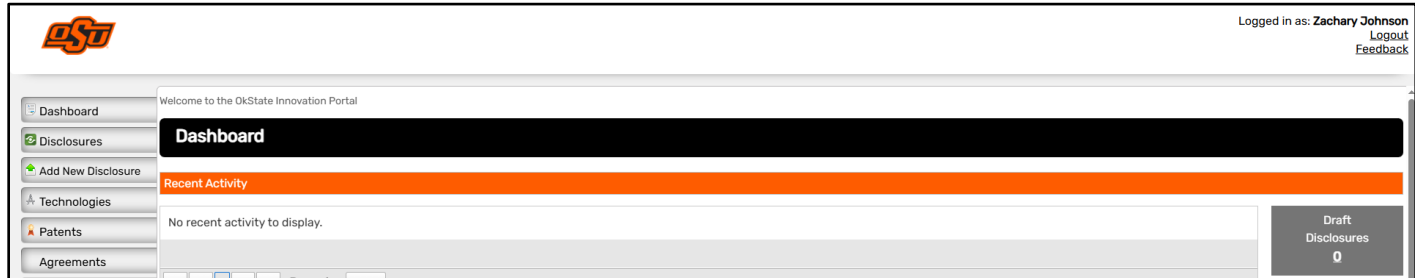 OSU
Logged in as: Zachary Johnson
Logout
Feedback
Dashboard
Disclosures
Add New Disclosure
Technologies
Patents
Agreements
Welcome to the OkState Innovation Portal
Dashboard
Recent Activity
No recent activity to display.
Draft
Disclosures
0